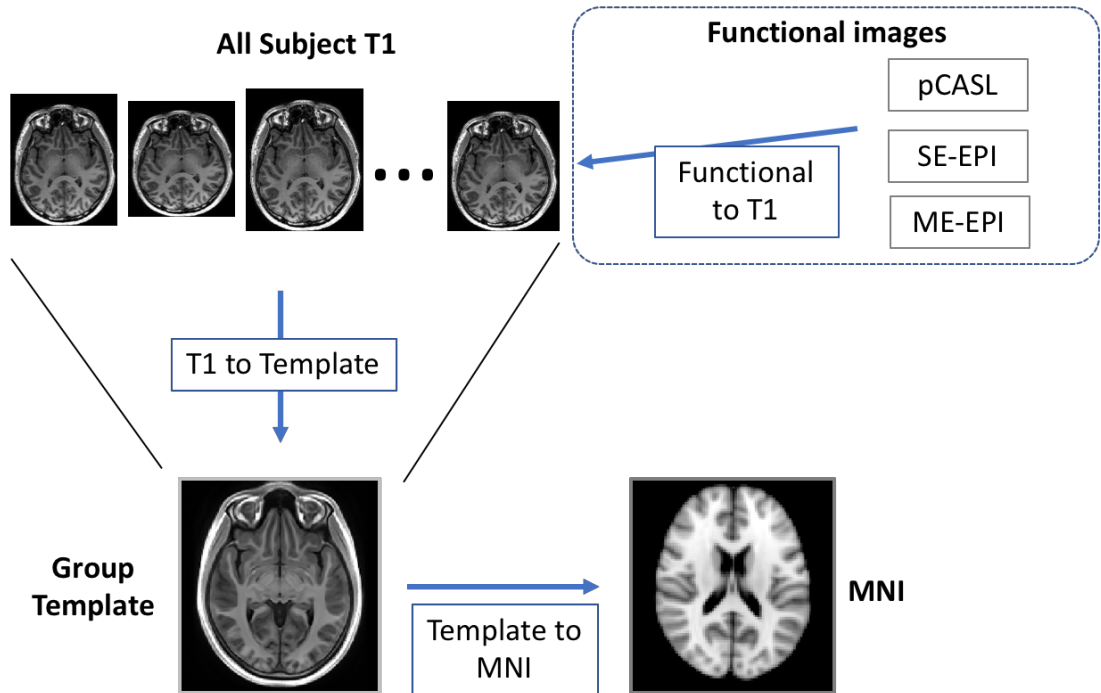 All Subject T1
Functional images
pCASL
SE-EPI
ME-EPI
Functional
to T1
T1 to Template
Group
Template
Template to
MNI
MNI